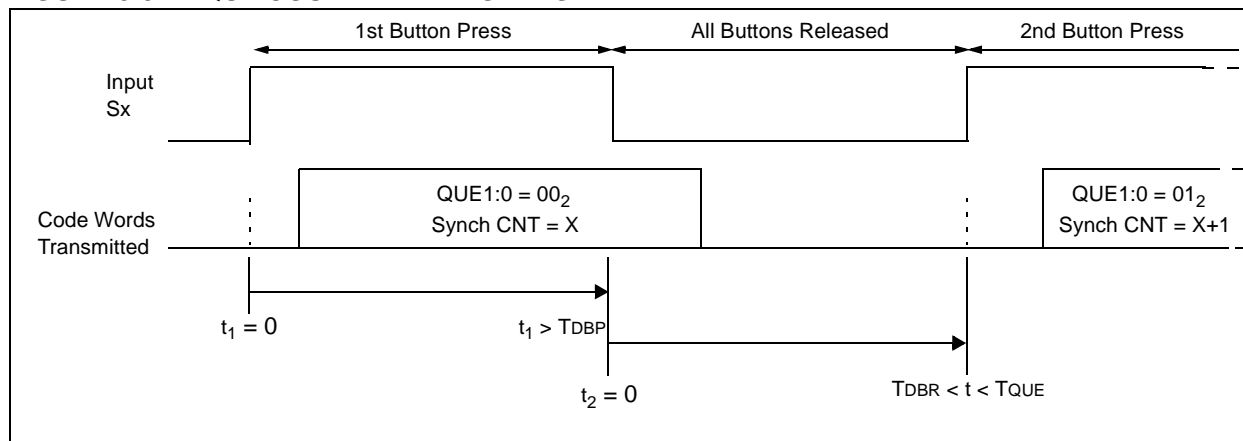 1st Button Press All Buttons Released 2nd Button Press
Input
Sx
QUE1:0 = 00₂ QUE1:0 = 01₂
Code Words
Transmitted
Synch CNT = X Synch CNT = X+1
t₁ = 0 t₁ > TDBP
t₂ = 0 TDBR < t < TQUE